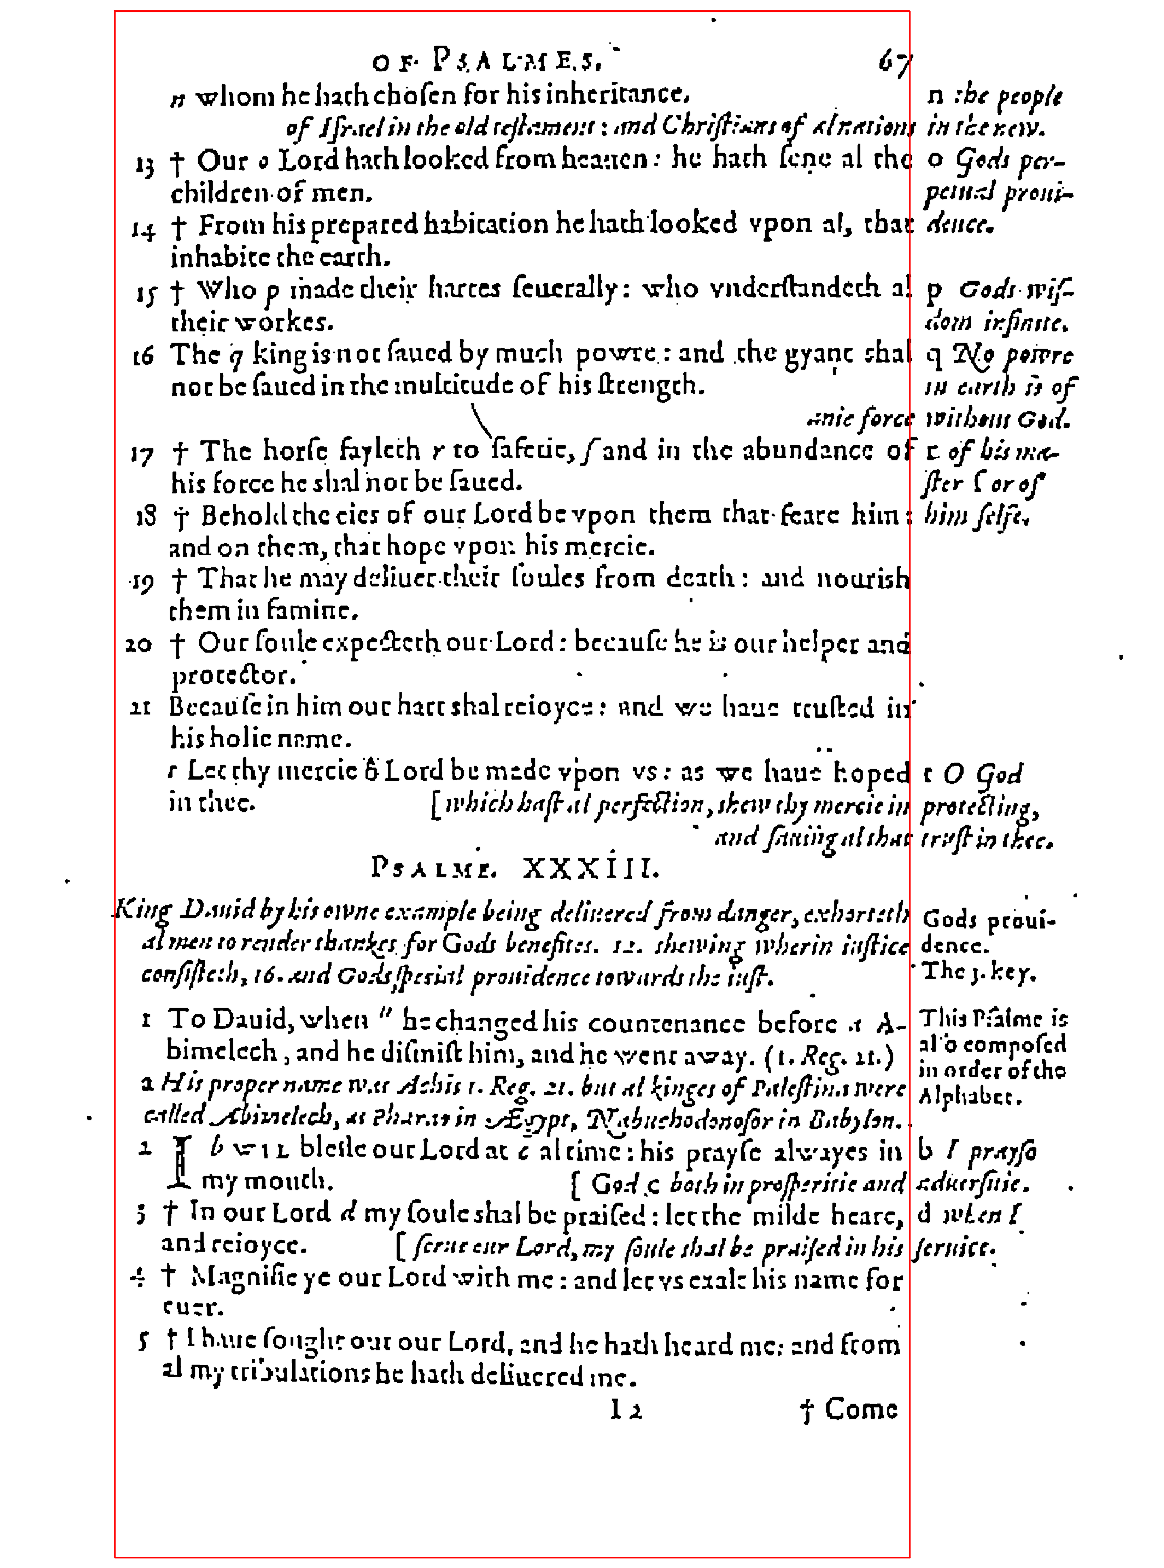 OF PSALMES. 67
n whom he hath chosen for his inheritance. n the people
of Iſrael in the old teſtament : and Chriſtians of al nations in the new.
13 † Our o Lord hath looked from heauen : he hath ſene al the o Gods per-
children of men. petual proui-
14 † From his prepared habitation he hath looked vpon al, that dence.
inhabite the earth.
15 † Who p made their hartes ſeuerally : who vnderſtandeth al p Gods wiſ-
their workes. dom infinite.
16 The q king is not ſaued by much powre : and the gyant shal q No powre
not be ſaued in the multitude of his ſtrength. in earth is of
anie force without God.
17 † The horſe fayleth r to ſafetie, ſ and in the abundance of r of his ma-
his force he shal not be ſaued. ſter ſ or of
18 † Behold the eies of our Lord be vpon them that feare him : him ſelfe.
and on them, that hope vpon his mercie.
19 † That he may deliuer their ſoules from death : and nourish
them in famine.
20 † Our ſoule expecteth our Lord : becauſe he is our helper and
protector.
21 Becauſe in him our hart shal reioyce : and we haue truſted in
his holie name.
t Let thy mercie ô Lord be made vpon vs : as we haue hoped t O God
in thee. [ which haſt al perfection, shew thy mercie in protecting,
and ſauing al that truſt in thee.
PSALME. XXXIII.
King Dauid by his owne example being deliuered from danger, exhorteth
al men to render thankes for Gods benefites. 12. shewing wherin iuſtice
conſiſteth, 16. and Gods ſpecial prouidence towards the iuſt.
Gods proui-
dence.
The 3. key.
1 To Dauid, when " he changed his countenance before a A-
bimelech, and he diſmiſt him, and he went away. (1. Reg. 21.)
a His proper name was Achis 1. Reg. 21. but al kinges of Paleſtina were
called Abimelech, as Pharao in Ægypt, Nabuchodonoſor in Babylon.
This Pſalme is
alſo compoſed
in order of the
Alphabet.
2 I b WIL bleſſe our Lord at c al time : his prayſe alwayes in b I prayſe
my mouth. [ God c both in proſperitie and aduerſitie.
3 † In our Lord d my ſoule shal be praiſed : let the milde heare, d when I
and reioyce. [ ſerue our Lord, my ſoule shal be praiſed in his ſeruice.
4 † Magnifie ye our Lord with me : and let vs exalt his name for
euer.
5 † I haue ſought out our Lord, and he hath heard me : and from
al my tribulations he hath deliuered me.
I 2 † Come